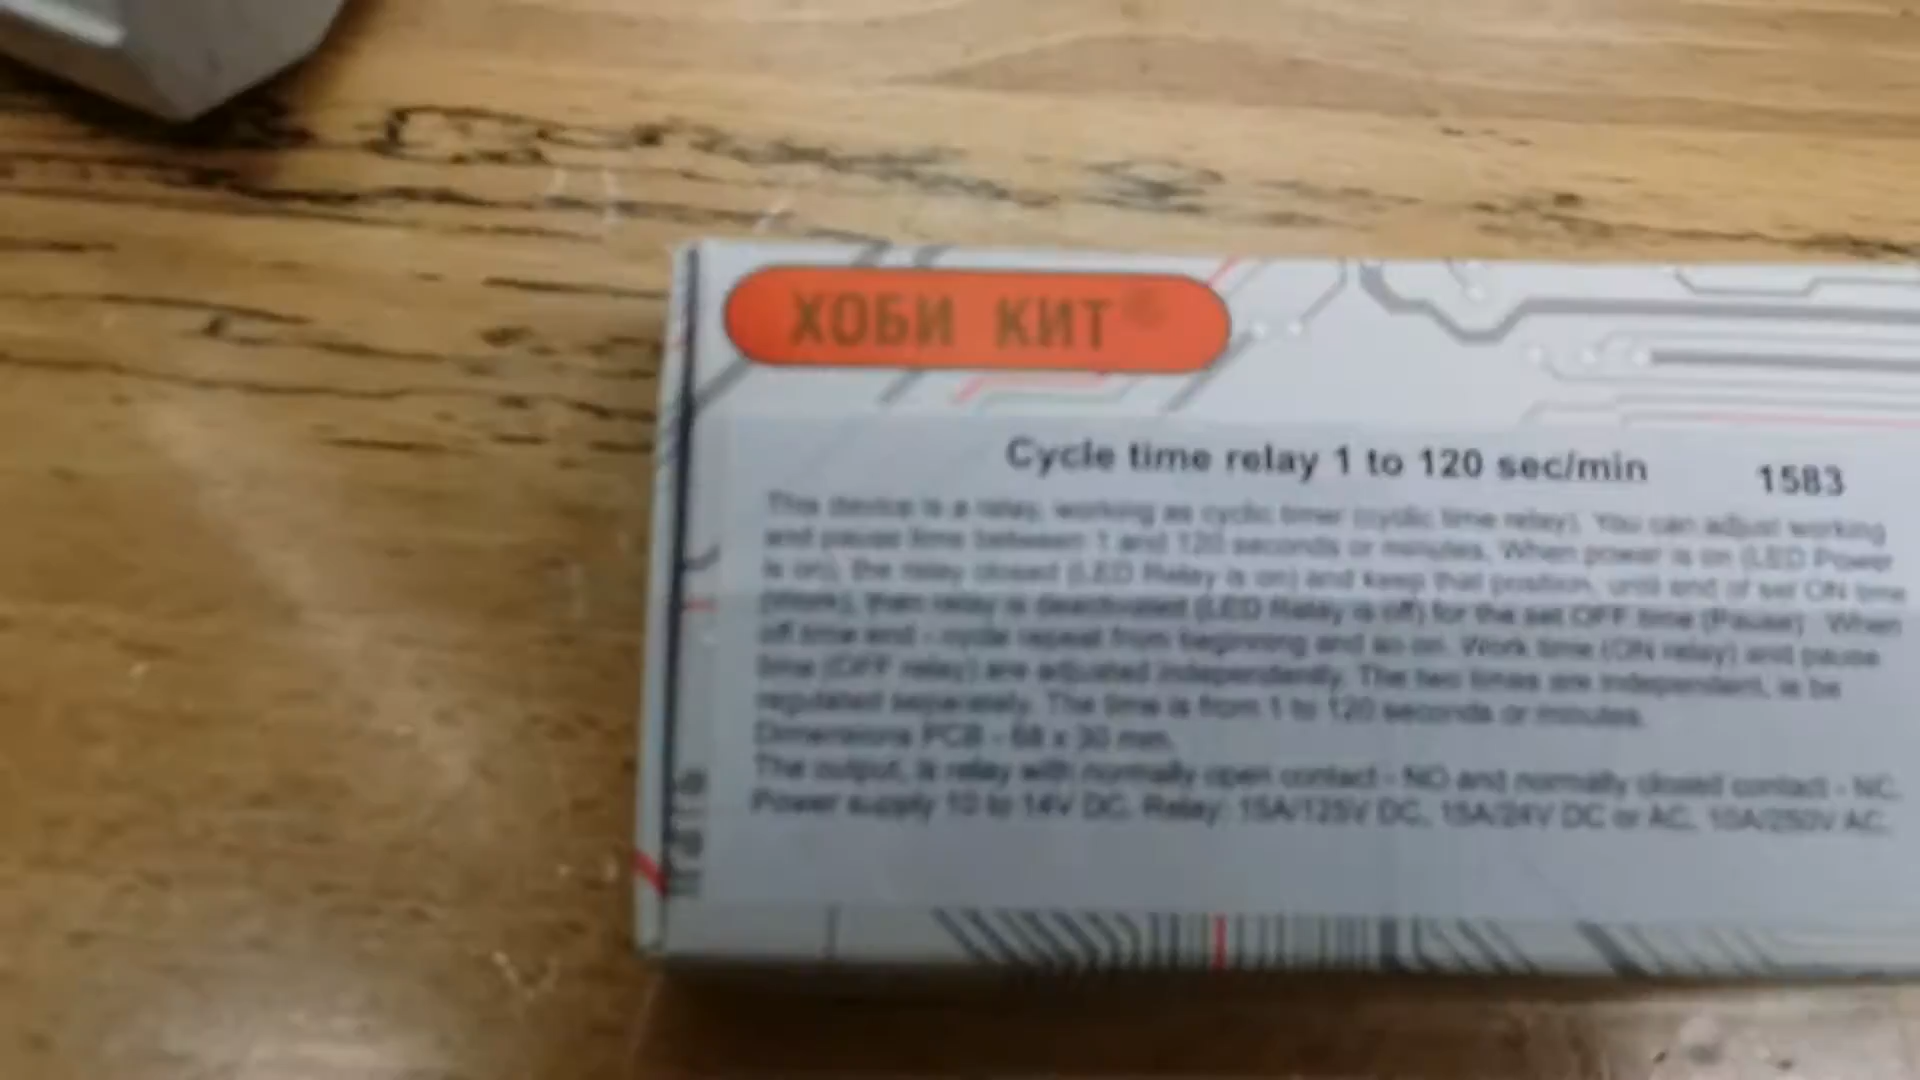 ХОБИ КИТ
Cycle time relay 1 to 120 sec/min 1583
This device is a relay, working as cyclic timer (cyclic time relay). You can adjust working
and pause time between 1 and 120 seconds or minutes. When power is on (LED Power
is on), the relay closed (LED Relay is on) and keep that position, until end of set ON time
(Work), then relay is deactivated (LED Relay is off) for the set OFF time (Pause). When
off time end - cycle repeat from beginning and so on. Work time (ON relay) and pause
time (OFF relay) are adjusted independently. The two times are independent, is be
regulated separately. The time is from 1 to 120 seconds or minutes.
Dimensions PCB - 68 x 30 mm.
The output, is relay with normally open contact - NO and normally closed contact - NC.
Power supply 10 to 14V DC. Relay: 15A/125V DC, 15A/24V DC or AC, 10A/250V AC.